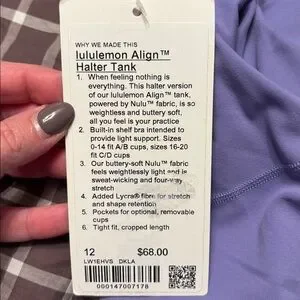 WHY WE MADE THIS
lululemon Align™
Halter Tank
1. When feeling nothing is
everything. This halter version
of our lululemon Align™ tank,
powered by Nulu™ fabric, is so
weightless and buttery soft,
all you feel is your practice
2. Built-in shelf bra intended to
provide light support. Sizes
0-14 fit A/B cups, sizes 16-20
fit C/D cups
3. Our buttery-soft Nulu™ fabric
feels weightlessly light and is
sweat-wicking and four-way
stretch
4. Added Lycra® fibre for stretch
and shape retention
5. Pockets for optional, removable
cups
6. Tight fit, cropped length
12 $68.00
LW1EHVS DKLA
000147007178